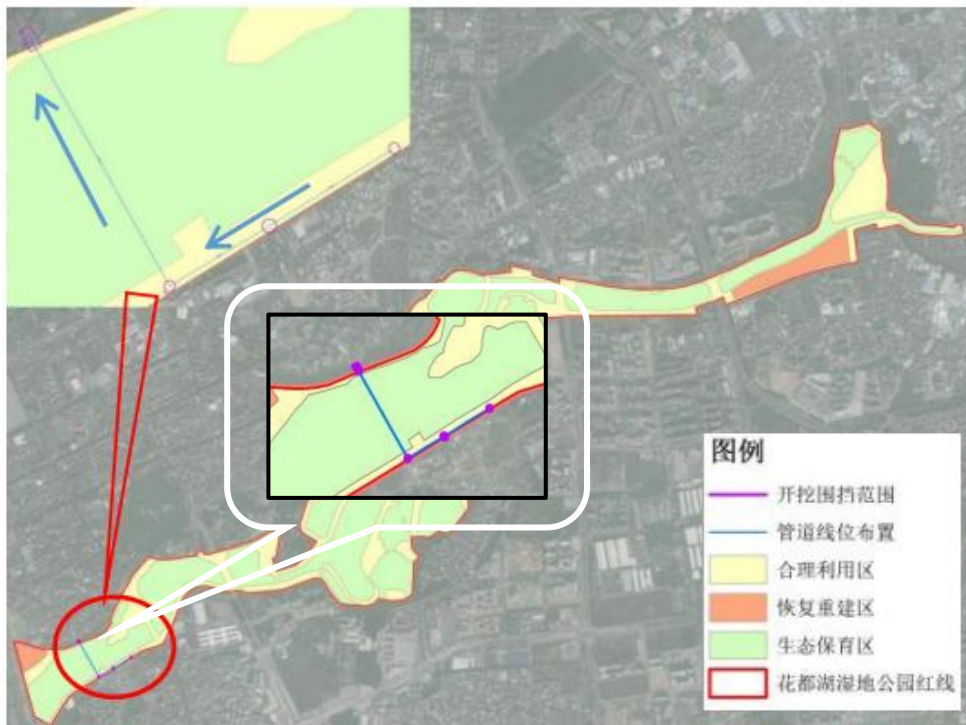 图例
开挖围挡范围
管道线位布置
合理利用区
恢复重建区
生态保育区
花都湖湿地公园红线